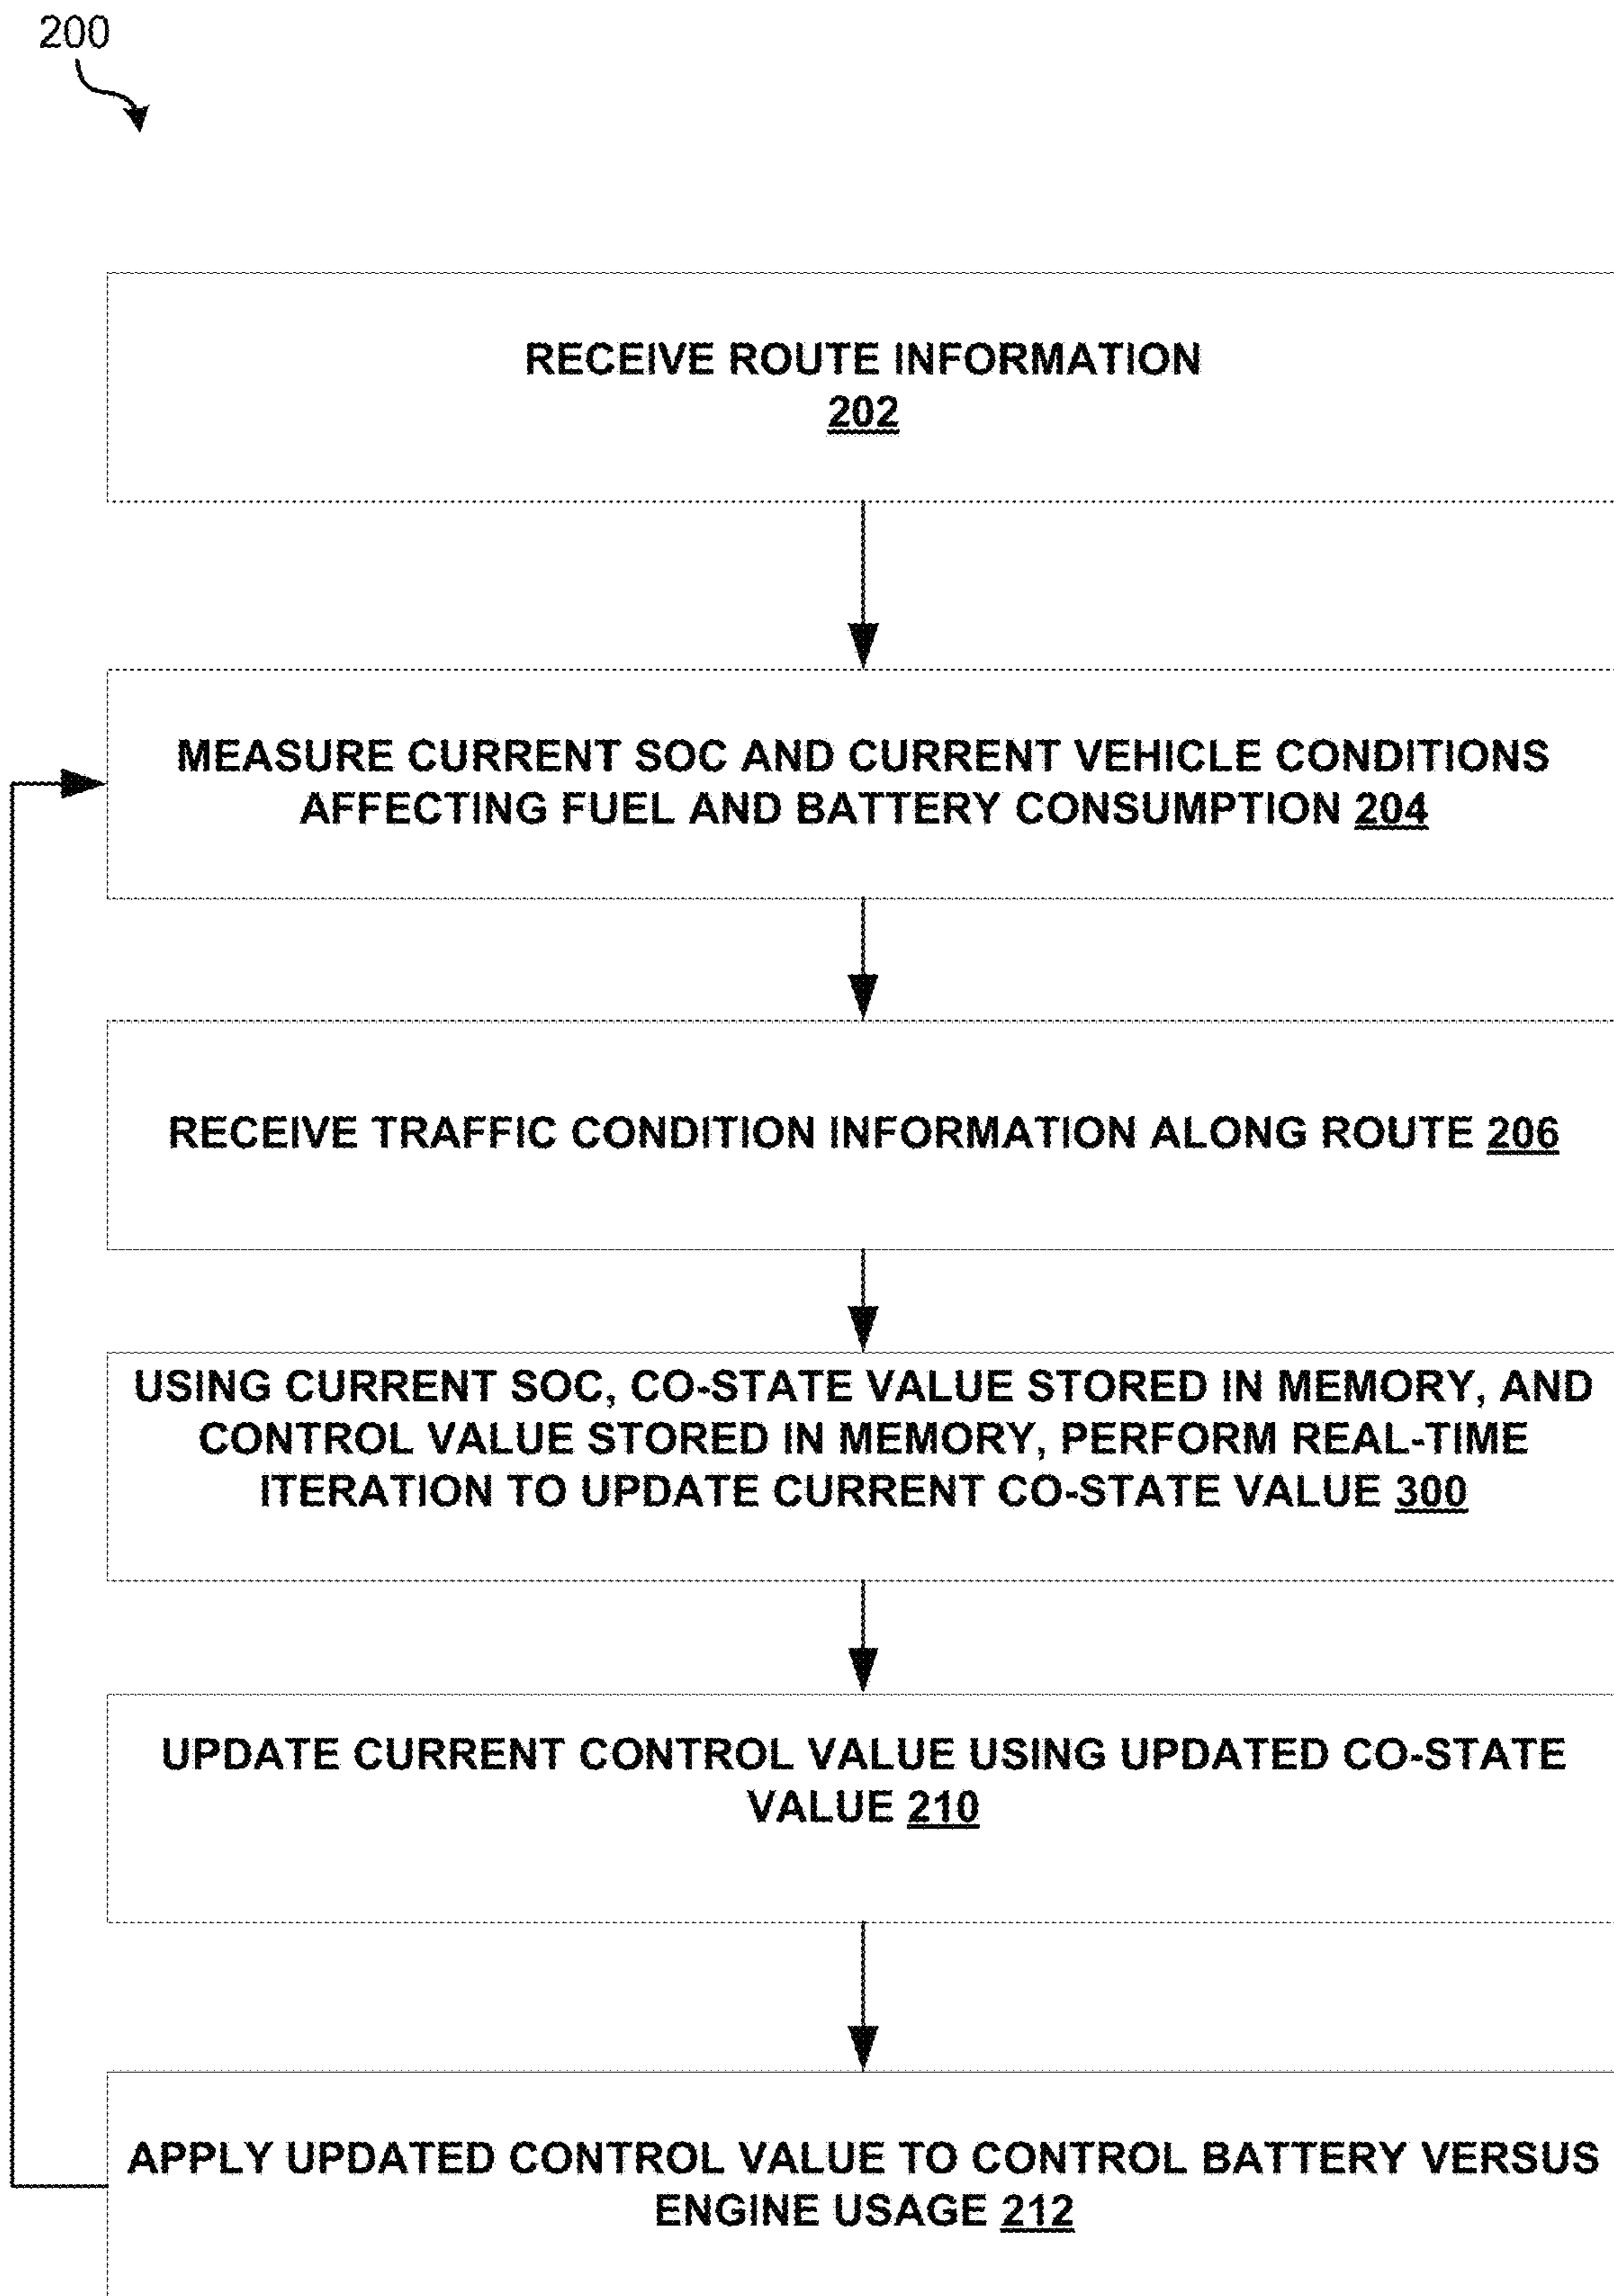 200
RECEIVE ROUTE INFORMATION
202
MEASURE CURRENT SOC AND CURRENT VEHICLE CONDITIONS
AFFECTING FUEL AND BATTERY CONSUMPTION 204
RECEIVE TRAFFIC CONDITION INFORMATION ALONG ROUTE 206
USING CURRENT SOC, CO-STATE VALUE STORED IN MEMORY, AND
CONTROL VALUE STORED IN MEMORY, PERFORM REAL-TIME
ITERATION TO UPDATE CURRENT CO-STATE VALUE 300
UPDATE CURRENT CONTROL VALUE USING UPDATED CO-STATE
VALUE 210
APPLY UPDATED CONTROL VALUE TO CONTROL BATTERY VERSUS
ENGINE USAGE 212